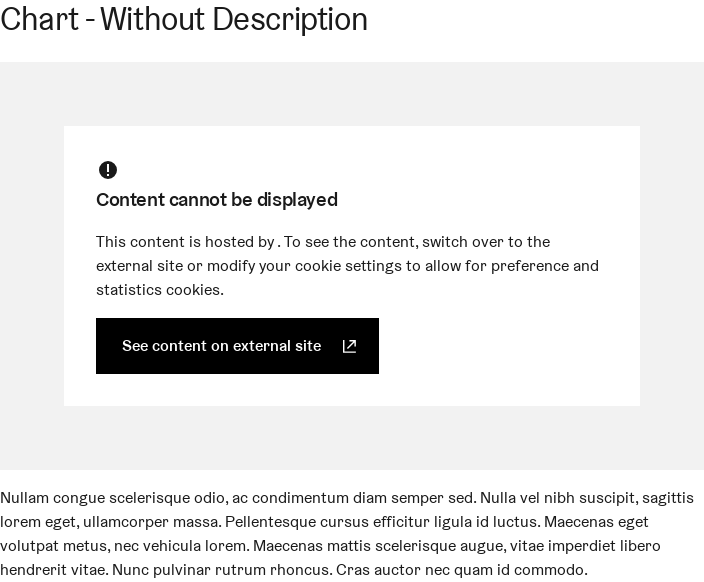 Chart - Without Description
Content cannot be displayed
This content is hosted by . To see the content, switch over to the
external site or modify your cookie settings to allow for preference and
statistics cookies.
See content on external site
Nullam congue scelerisque odio, ac condimentum diam semper sed. Nulla vel nibh suscipit, sagittis
lorem eget, ullamcorper massa. Pellentesque cursus efficitur ligula id luctus. Maecenas eget
volutpat metus, nec vehicula lorem. Maecenas mattis scelerisque augue, vitae imperdiet libero
hendrerit vitae. Nunc pulvinar rutrum rhoncus. Cras auctor nec quam id commodo.